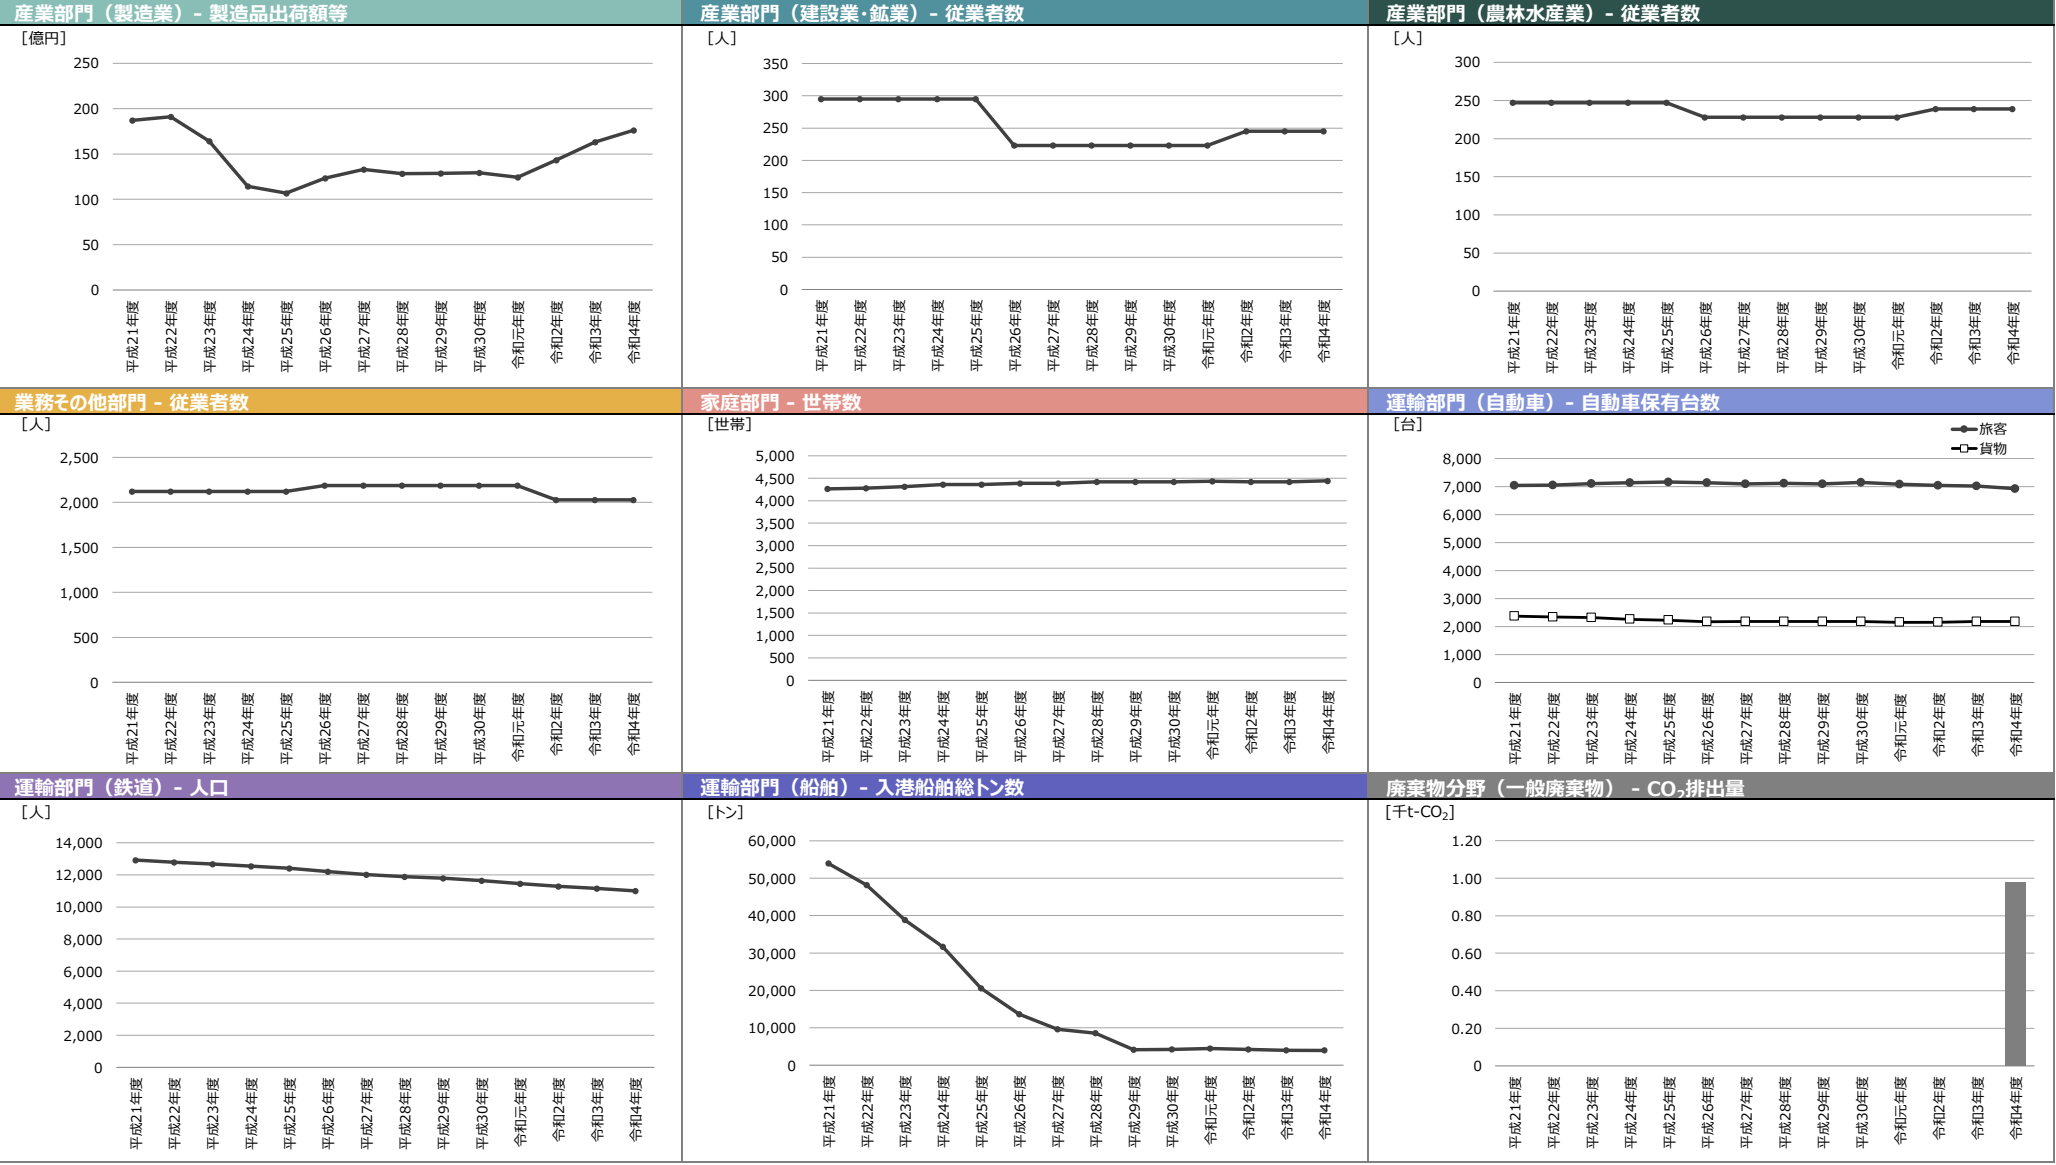 産業部門（製造業）- 製造品出荷額等
［億円］
250
200
150
100
50
0
平成21年度
平成22年度
平成23年度
平成24年度
平成25年度
平成26年度
平成27年度
平成28年度
平成29年度
平成30年度
令和元年度
令和2年度
令和3年度
令和4年度
産業部門（建設業･鉱業）- 従業者数
［人］
350
300
250
200
150
100
50
0
平成21年度
平成22年度
平成23年度
平成24年度
平成25年度
平成26年度
平成27年度
平成28年度
平成29年度
平成30年度
令和元年度
令和2年度
令和3年度
令和4年度
産業部門（農林水産業）- 従業者数
［人］
300
250
200
150
100
50
0
平成21年度
平成22年度
平成23年度
平成24年度
平成25年度
平成26年度
平成27年度
平成28年度
平成29年度
平成30年度
令和元年度
令和2年度
令和3年度
令和4年度
業務その他部門 - 従業者数
［人］
2,500
2,000
1,500
1,000
500
0
平成21年度
平成22年度
平成23年度
平成24年度
平成25年度
平成26年度
平成27年度
平成28年度
平成29年度
平成30年度
令和元年度
令和2年度
令和3年度
令和4年度
家庭部門 - 世帯数
［世帯］
5,000
4,500
4,000
3,500
3,000
2,500
2,000
1,500
1,000
500
0
平成21年度
平成22年度
平成23年度
平成24年度
平成25年度
平成26年度
平成27年度
平成28年度
平成29年度
平成30年度
令和元年度
令和2年度
令和3年度
令和4年度
運輸部門（自動車）- 自動車保有台数
［台］
旅客
貨物
8,000
7,000
6,000
5,000
4,000
3,000
2,000
1,000
0
平成21年度
平成22年度
平成23年度
平成24年度
平成25年度
平成26年度
平成27年度
平成28年度
平成29年度
平成30年度
令和元年度
令和2年度
令和3年度
令和4年度
運輸部門（鉄道）- 人口
［人］
14,000
12,000
10,000
8,000
6,000
4,000
2,000
0
平成21年度
平成22年度
平成23年度
平成24年度
平成25年度
平成26年度
平成27年度
平成28年度
平成29年度
平成30年度
令和元年度
令和2年度
令和3年度
令和4年度
運輸部門（船舶）- 入港船舶総トン数
［トン］
60,000
50,000
40,000
30,000
20,000
10,000
0
平成21年度
平成22年度
平成23年度
平成24年度
平成25年度
平成26年度
平成27年度
平成28年度
平成29年度
平成30年度
令和元年度
令和2年度
令和3年度
令和4年度
廃棄物分野（一般廃棄物） - CO₂排出量
［千t-CO₂］
1.20
1.00
0.80
0.60
0.40
0.20
0
平成21年度
平成22年度
平成23年度
平成24年度
平成25年度
平成26年度
平成27年度
平成28年度
平成29年度
平成30年度
令和元年度
令和2年度
令和3年度
令和4年度